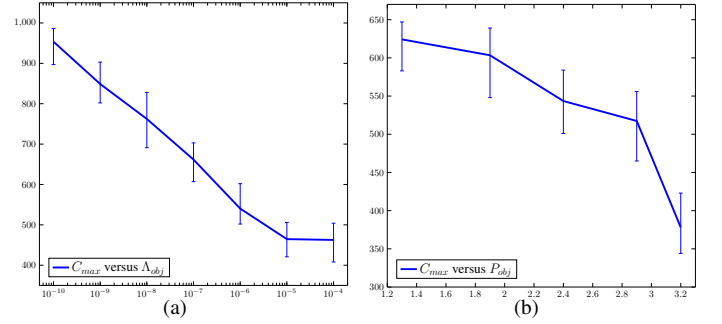 1,000
900
800
700
600
500
400
10⁻¹⁰ 10⁻⁹ 10⁻⁸ 10⁻⁷ 10⁻⁶ 10⁻⁵ 10⁻⁴
C_max versus Λ_obj
(a)
650
600
550
500
450
400
350
300
1.2 1.4 1.6 1.8 2 2.2 2.4 2.6 2.8 3 3.2
C_max versus P_obj
(b)